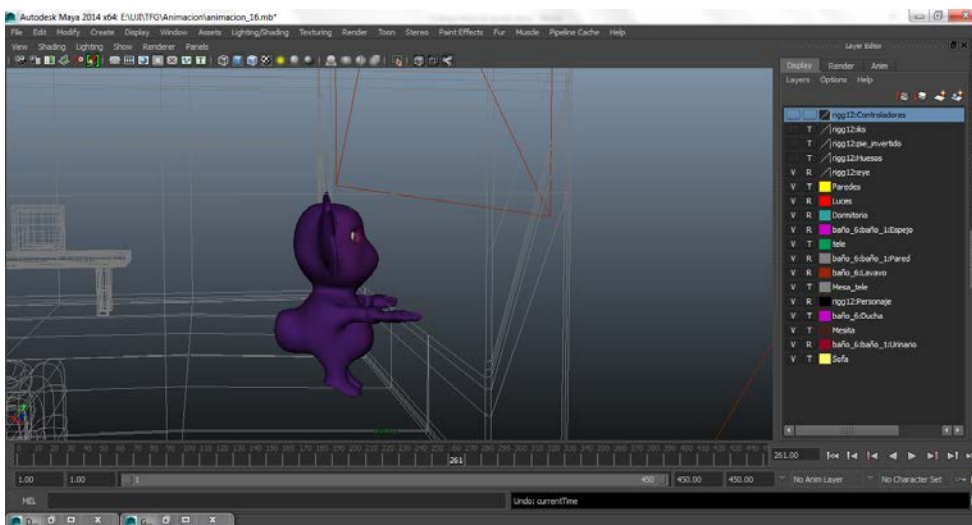 Autodesk Maya 2014 x64: E:\UJI\TFG\Animacion\animacion_16.mb*
File Edit Modify Create Display Window Assets Lighting/Shading Texturing Render Toon Stereo PaintEffects Fur Muscle Pipeline Cache Help
View Shading Lighting Show Renderer Panels
Layer Editor
Display Render Anim
Layers Options Help
rigg12:Controladores
T rigg12:iks
T rigg12:pie_invertido
T rigg12:Huesos
V R rigg12:eye
V T Paredes
V R Luces
V R Dormitorio
V R baño_6:baño_1:Espejo
V T tele
V R baño_6:baño_1:Pared
V R baño_6:Lavavo
V T Mesa_tele
V R rigg12:Personaje
V T baño_6:Ducha
V T Mesita
V R baño_6:baño_1:Urinario
V T Sofa
261
261.00
1.00 1.00 1 450 450.00 450.00 No Anim Layer No Character Set
MEL Undo: currentTime